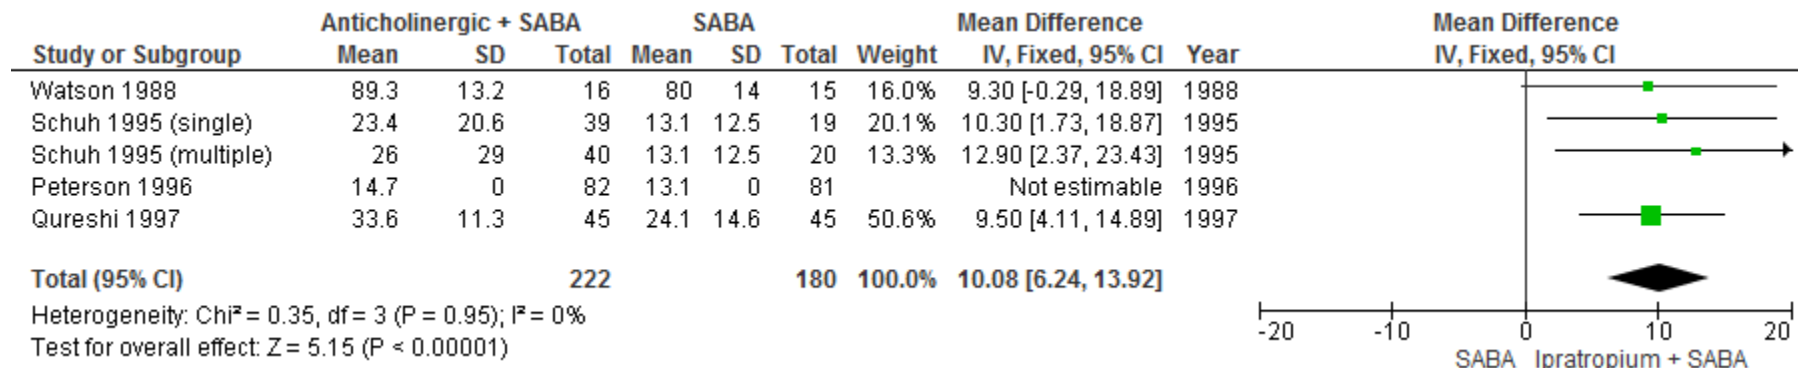 Anticholinergic + SABA SABA Mean Difference Mean Difference
Study or Subgroup Mean SD Total Mean SD Total Weight IV, Fixed, 95% CI Year IV, Fixed, 95% CI
Watson 1988 89.3 13.2 16 80 14 15 16.0% 9.30 [-0.29, 18.89] 1988
Schuh 1995 (single) 23.4 20.6 39 13.1 12.5 19 20.1% 10.30 [1.73, 18.87] 1995
Schuh 1995 (multiple) 26 29 40 13.1 12.5 20 13.3% 12.90 [2.37, 23.43] 1995
Peterson 1996 14.7 0 82 13.1 0 81 Not estimable 1996
Qureshi 1997 33.6 11.3 45 24.1 14.6 45 50.6% 9.50 [4.11, 14.89] 1997
Total (95% CI) 222 180 100.0% 10.08 [6.24, 13.92]
Heterogeneity: Chi² = 0.35, df = 3 (P = 0.95); I² = 0%
Test for overall effect: Z = 5.15 (P < 0.00001)
-20 -10 0 10 20
SABA Ipratropium + SABA